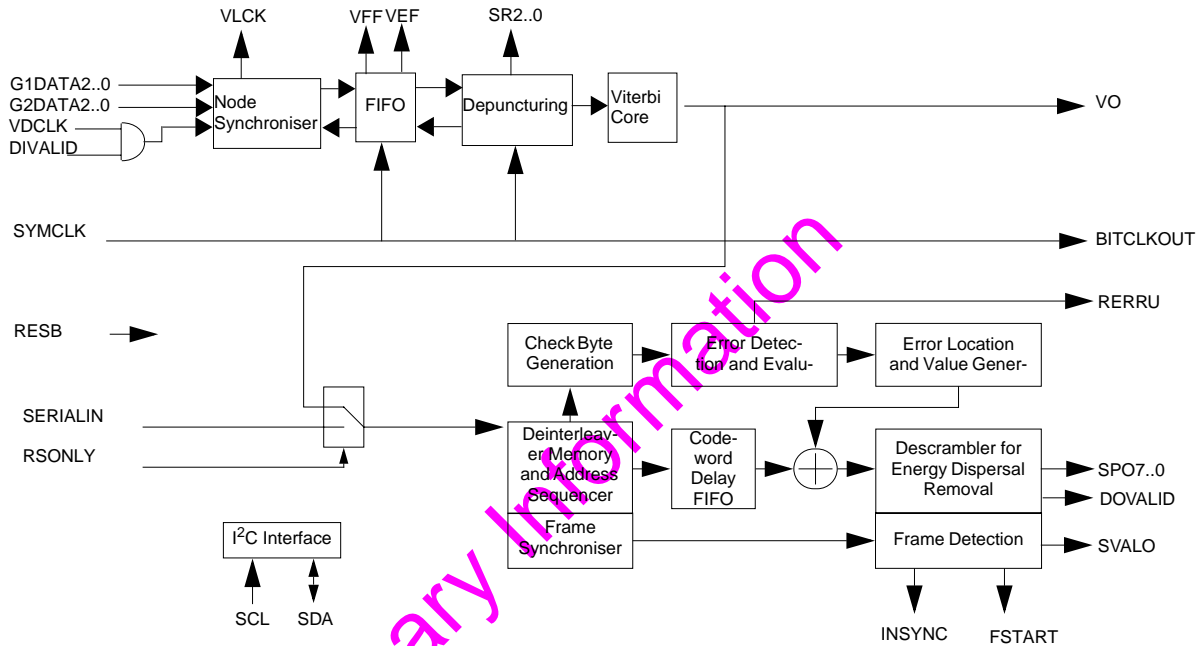 VLCK
VFF
VEF
SR2..0
G1DATA2..0
G2DATA2..0
VDCLK
DIVALID
Node
Synchroniser
FIFO
Depuncturing
Viterbi
Core
VO
SYMCLK
BITCLKOUT
RESB
RERRU
Check Byte
Generation
Error Detec-
tion and Evalu-
Error Location
and Value Gener-
SERIALIN
RSONLY
Deinterleav-
er Memory
and Address
Sequencer
Code-
word
Delay
FIFO
Descrambler for
Energy Dispersal
Removal
SPO7..0
DOVALID
Frame
Synchroniser
Frame Detection
SVALO
I2C Interface
SCL
SDA
INSYNC
FSTART
ary Information